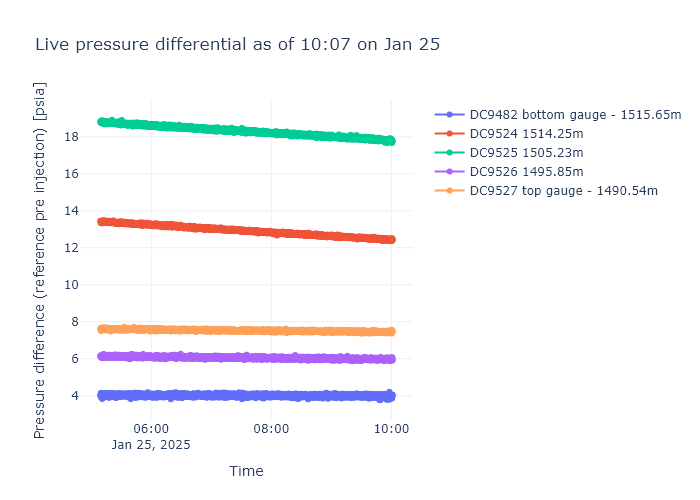 Live pressure differential as of 10:07 on Jan 25
Pressure difference (reference pre injection) [psia]
18
16
14
12
10
8
6
4
06:00
Jan 25, 2025
08:00
10:00
Time
DC9482 bottom gauge - 1515.65m
DC9524 1514.25m
DC9525 1505.23m
DC9526 1495.85m
DC9527 top gauge - 1490.54m